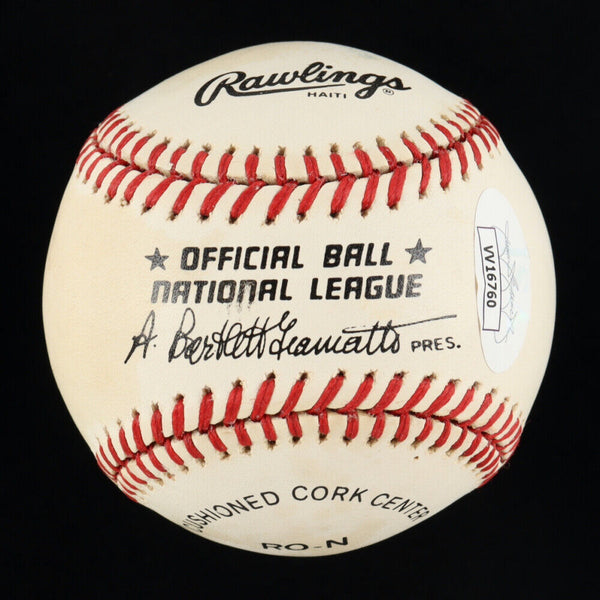 Rawlings ®
HAITI
★ OFFICIAL BALL ★
NATIONAL LEAGUE
A. Bartlett Giamatti PRES.
CUSHIONED CORK CENTER
RO-N
VV16760